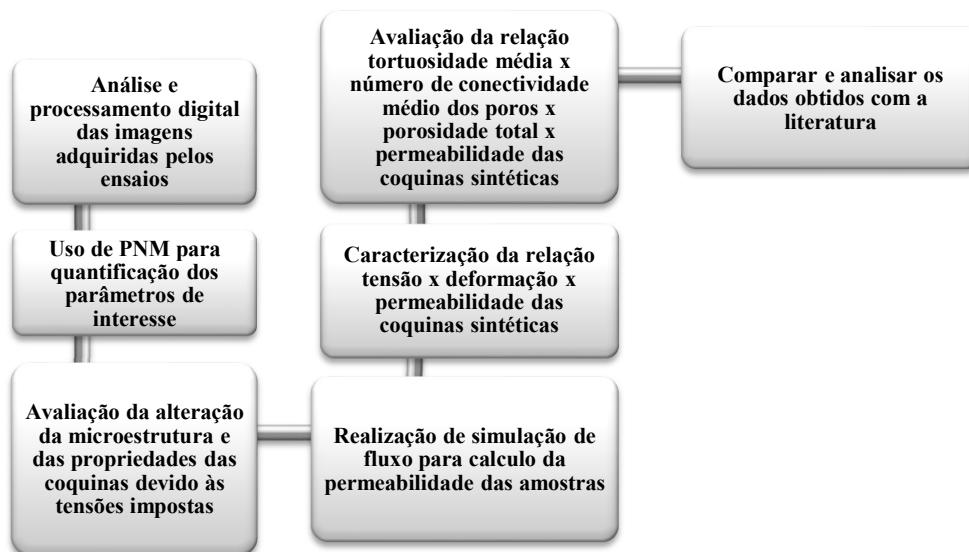 Análise e
processamento digital
das imagens
adquiridas pelos
ensaios
Uso de PNM para
quantificação dos
parâmetros de
interesse
Avaliação da alteração
da microestrutura e
das propriedades das
coquinas devido às
tensões impostas
Realização de simulação de
fluxo para calculo da
permeabilidade das amostras
Caracterização da relação
tensão x deformação x
permeabilidade das
coquinas sintéticas
Avaliação da relação
tortuosidade média x
número de conectividade
médio dos poros x
porosidade total x
permeabilidade das
coquinas sintéticas
Comparar e analisar os
dados obtidos com a
literatura